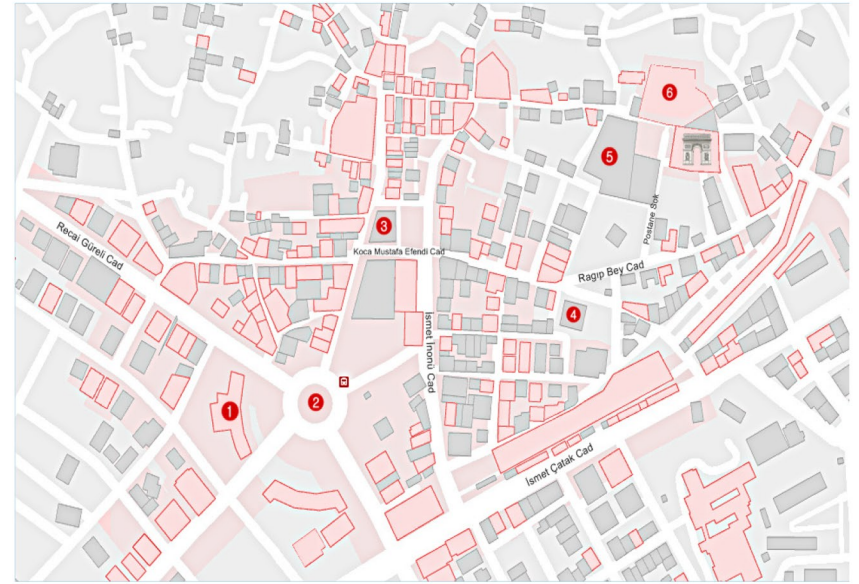 6
5
3
Postane Sok
Recai Güreli Cad
Koca Mustafa Efendi Cad
Ragıp Bey Cad
4
İsmet İnonü Cad
1
2
İsmet Çatak Cad